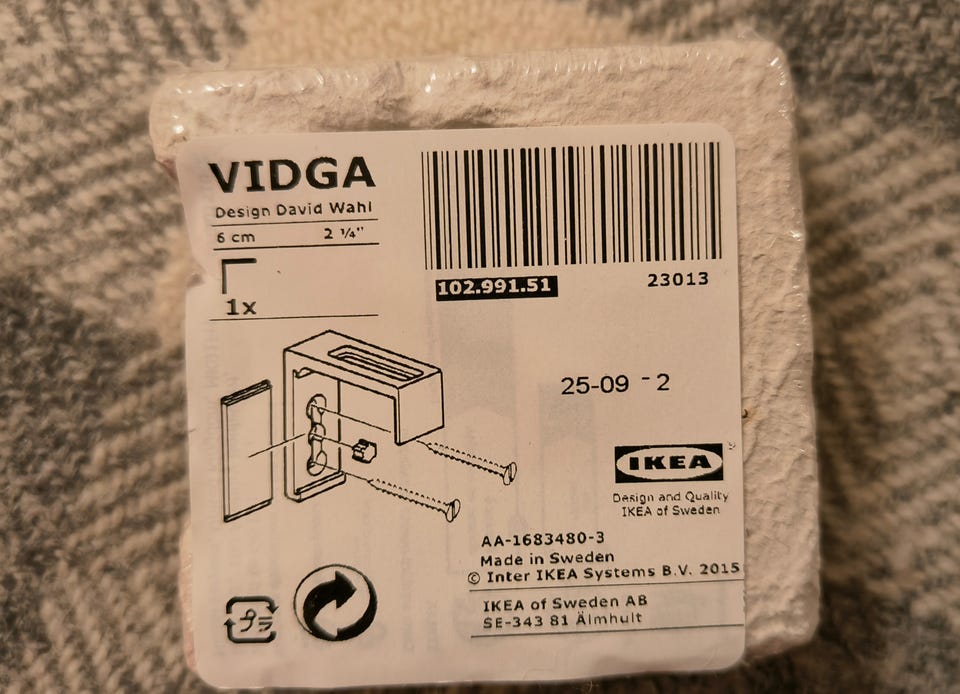 VIDGA
Design David Wahl
6 cm 2 ¼"
1x
102.991.51 23013
25-09 - 2
IKEA
Design and Quality
IKEA of Sweden
AA-1683480-3
Made in Sweden
© Inter IKEA Systems B.V. 2015
IKEA of Sweden AB
SE-343 81 Älmhult
プラ